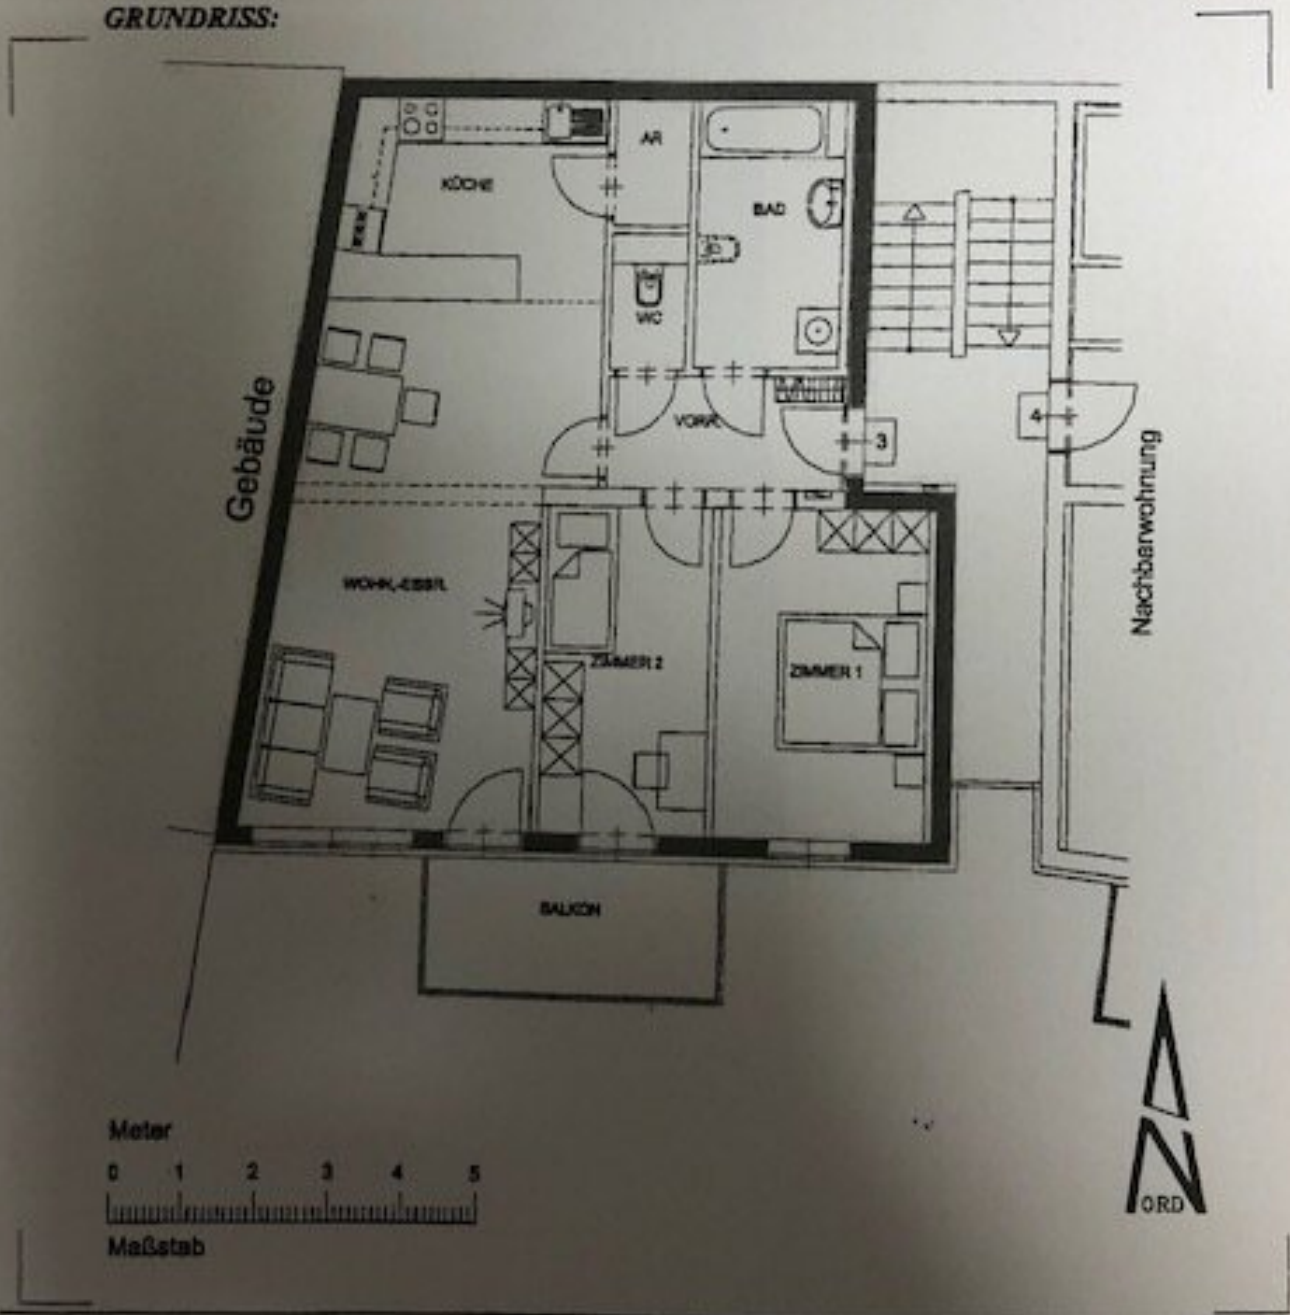 GRUNDRISS:
AR
KÜCHE
BAD
WC
VORR.
3
4
Gebäude
Nachbarwohnung
WOHN.-ESSR.
ZIMMER 2
ZIMMER 1
BALKON
Meter
0 1 2 3 4 5
Maßstab
NORD